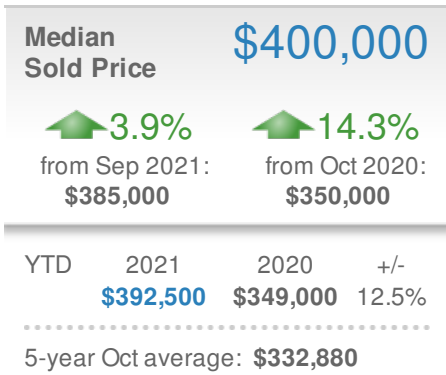 Median
Sold Price
$400,000
3.9%
from Sep 2021:
$385,000
14.3%
from Oct 2020:
$350,000
YTD 2021 2020 +/-
$392,500 $349,000 12.5%
5-year Oct average: $332,880